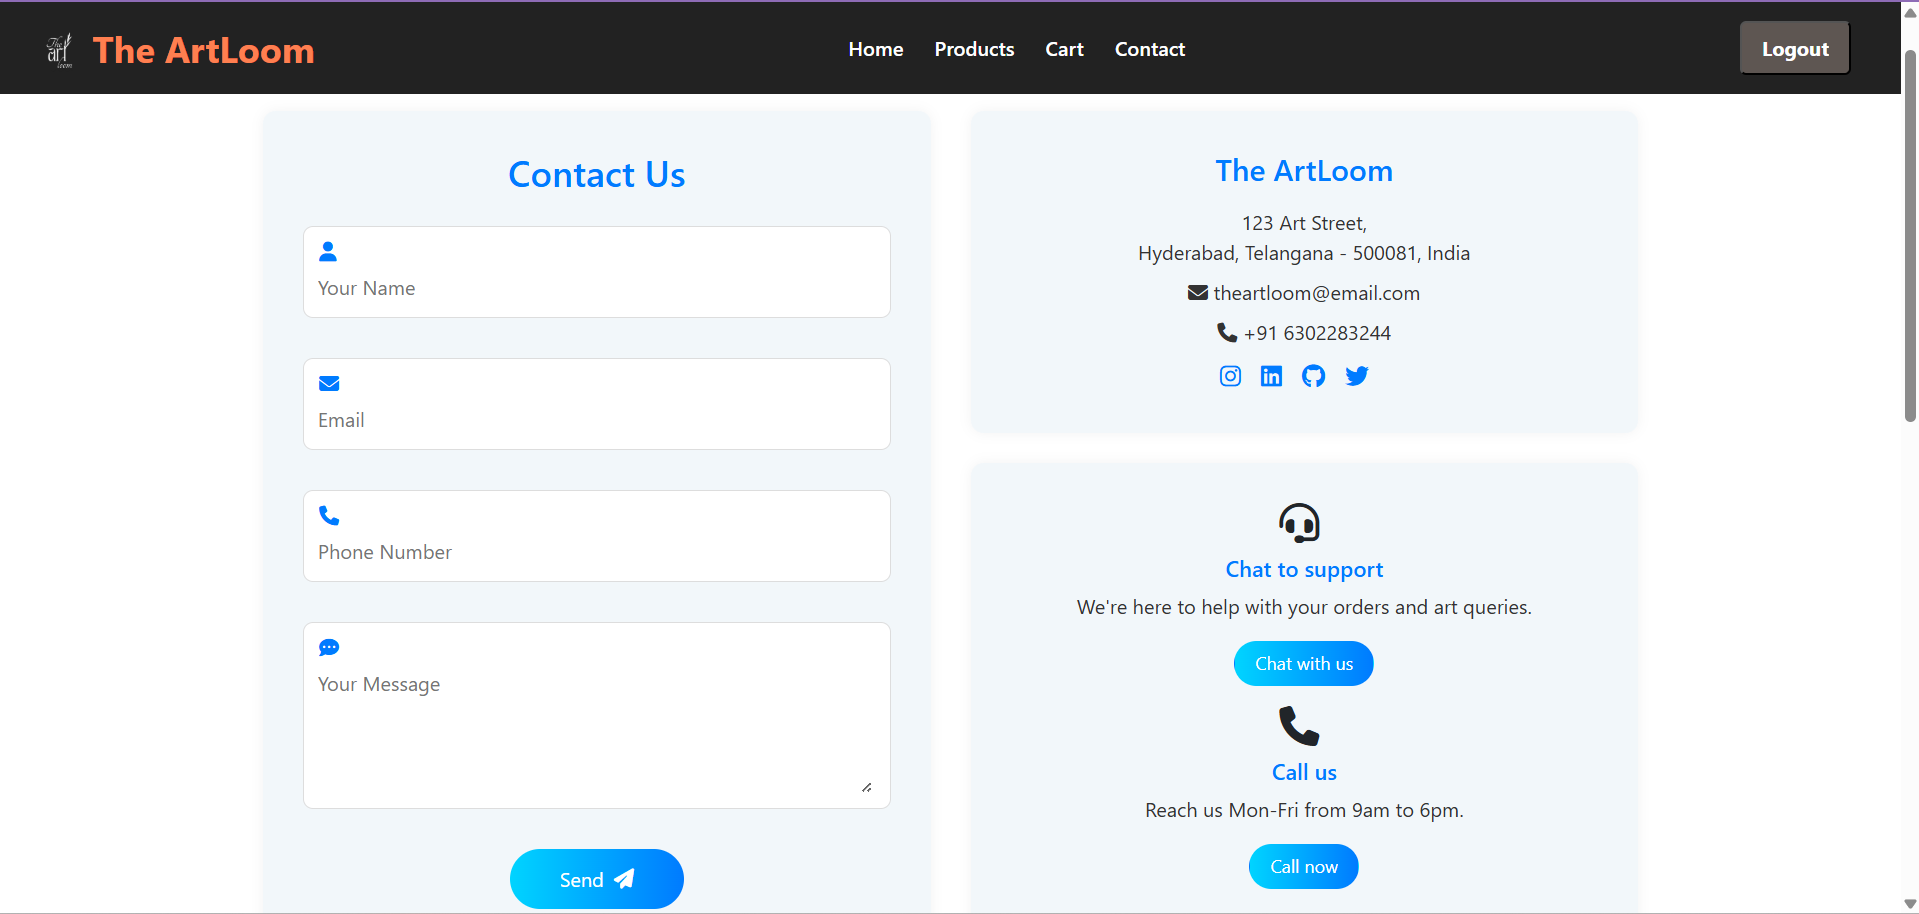 The
art
loom
The ArtLoom
Home
Products
Cart
Contact
Logout
Contact Us
Your Name
Email
Phone Number
Your Message
Send
The ArtLoom
123 Art Street,
Hyderabad, Telangana - 500081, India
theartloom@email.com
+91 6302283244
Chat to support
We're here to help with your orders and art queries.
Chat with us
Call us
Reach us Mon-Fri from 9am to 6pm.
Call now